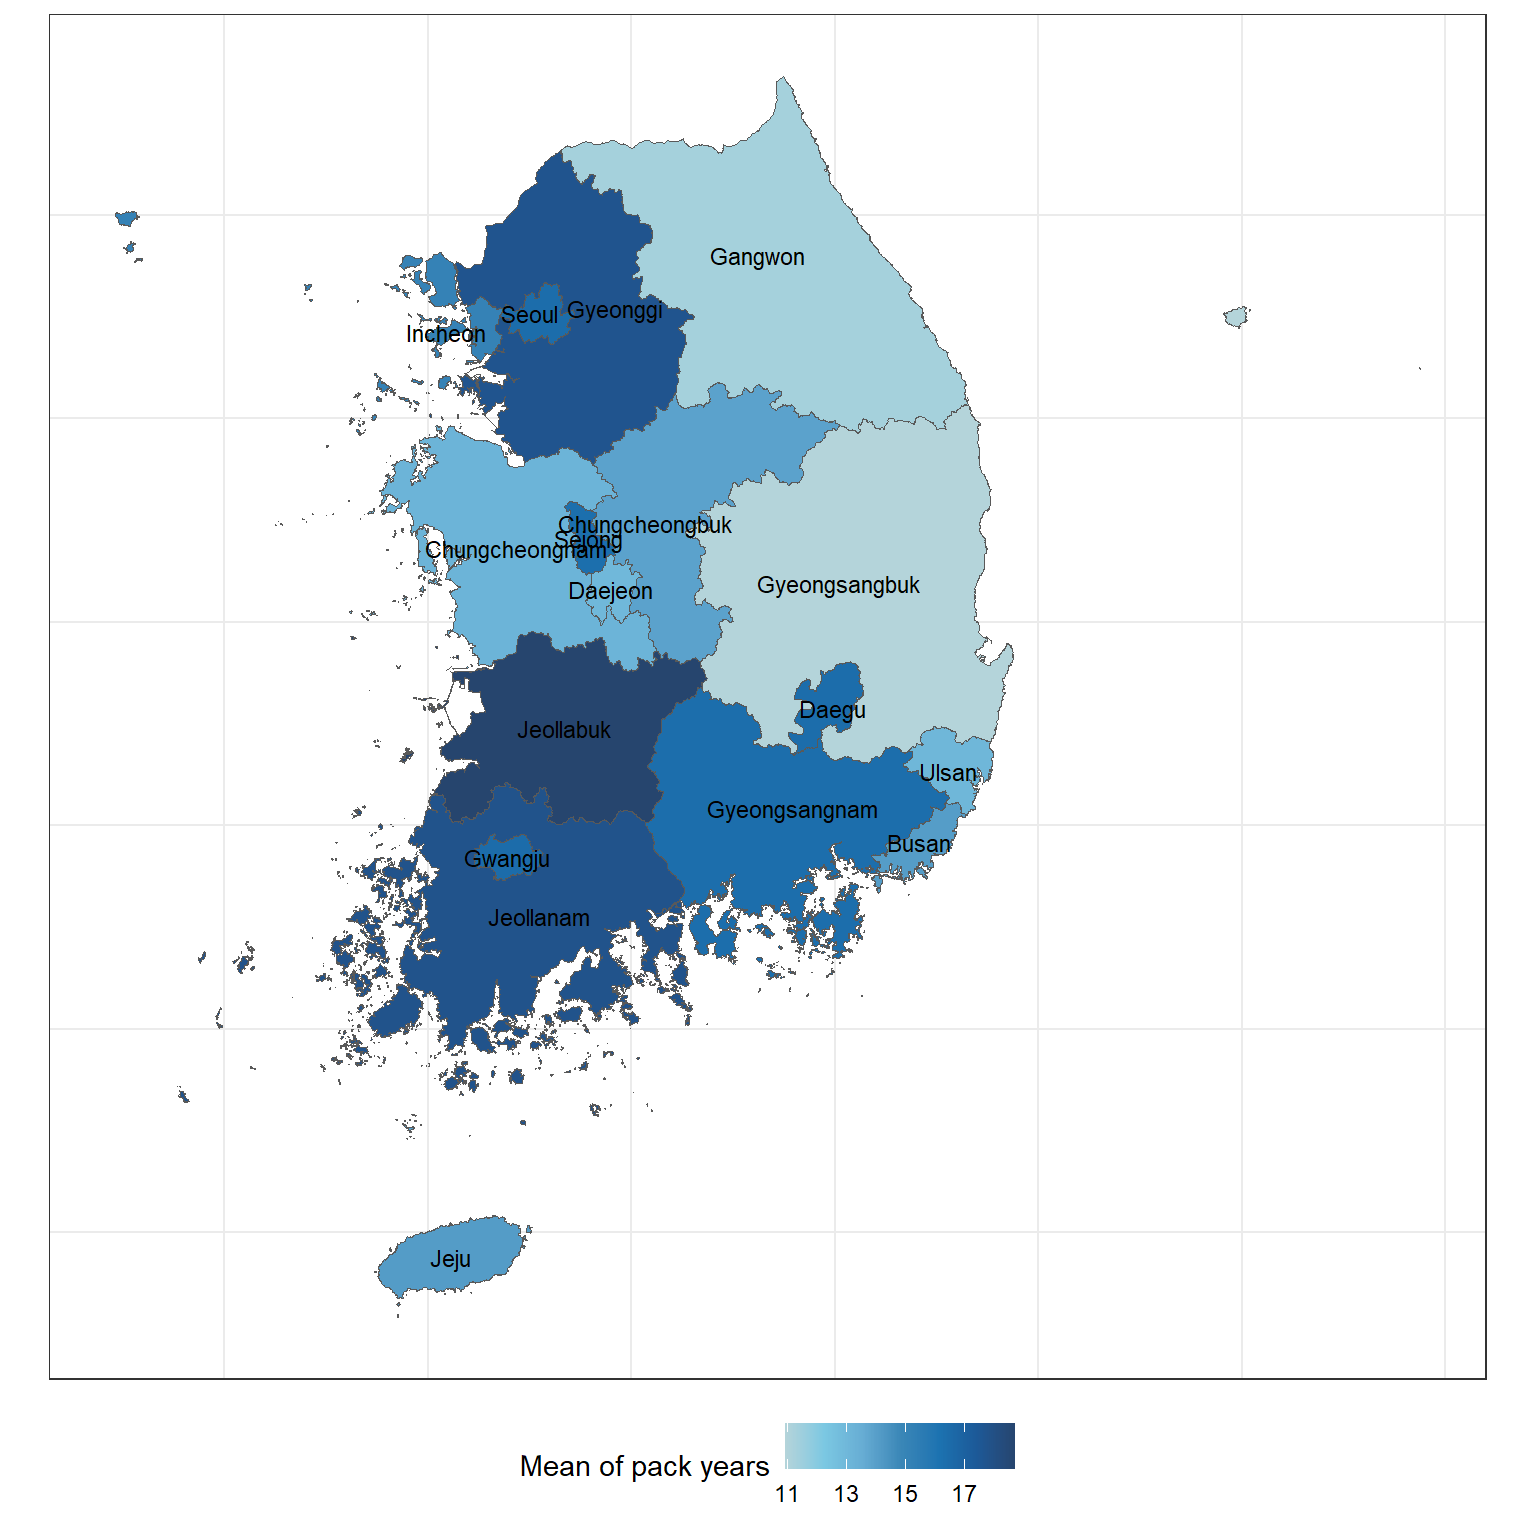 Gangwon
Seoul
Gyeonggi
Incheon
Chungcheongbuk
Sejong
Chungcheongnam
Gyeongsangbuk
Daejeon
Daegu
Jeollabuk
Ulsan
Gyeongsangnam
Busan
Gwangju
Jeollanam
Jeju
Mean of pack years
11 13 15 17